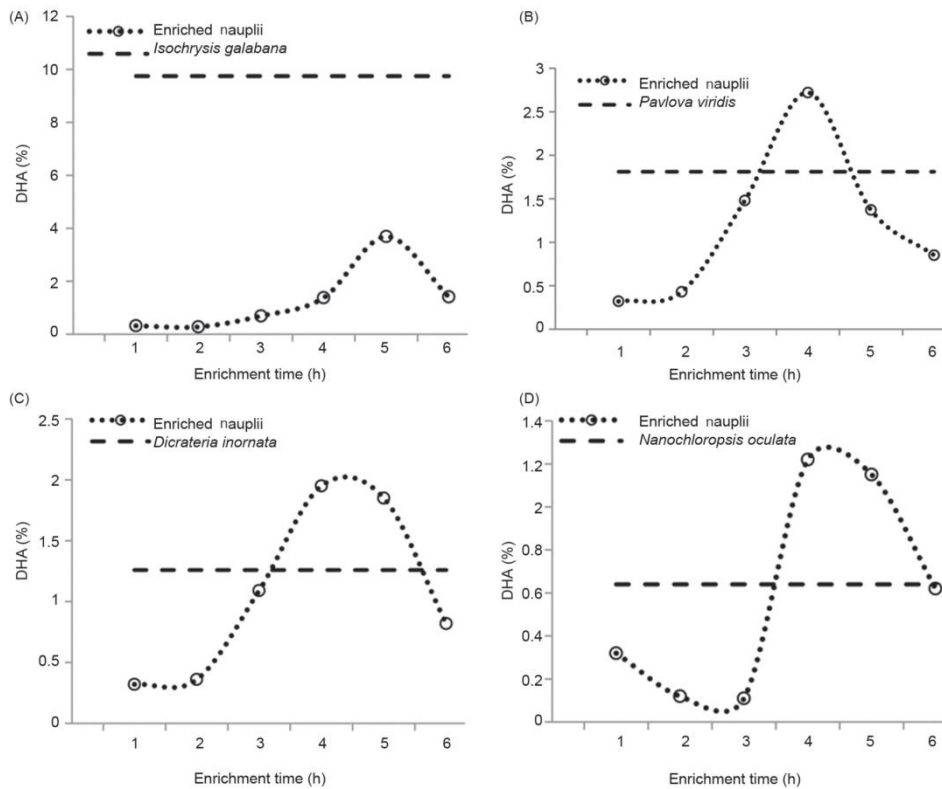 (A)
Enriched nauplii
Isochrysis galabana
12
10
8
6
4
2
0
DHA (%)
1 2 3 4 5 6
Enrichment time (h)
(B)
Enriched nauplii
Pavlova viridis
3
2.5
2
1.5
1
0.5
0
DHA (%)
1 2 3 4 5 6
Enrichment time (h)
(C)
Enriched nauplii
Dicrateria inornata
2.5
2
1.5
1
0.5
0
DHA (%)
1 2 3 4 5 6
Enrichment time (h)
(D)
Enriched nauplii
Nanochloropsis oculata
1.4
1.2
2
0.8
0.6
0.4
0.2
0
DHA (%)
1 2 3 4 5 6
Enrichment time (h)